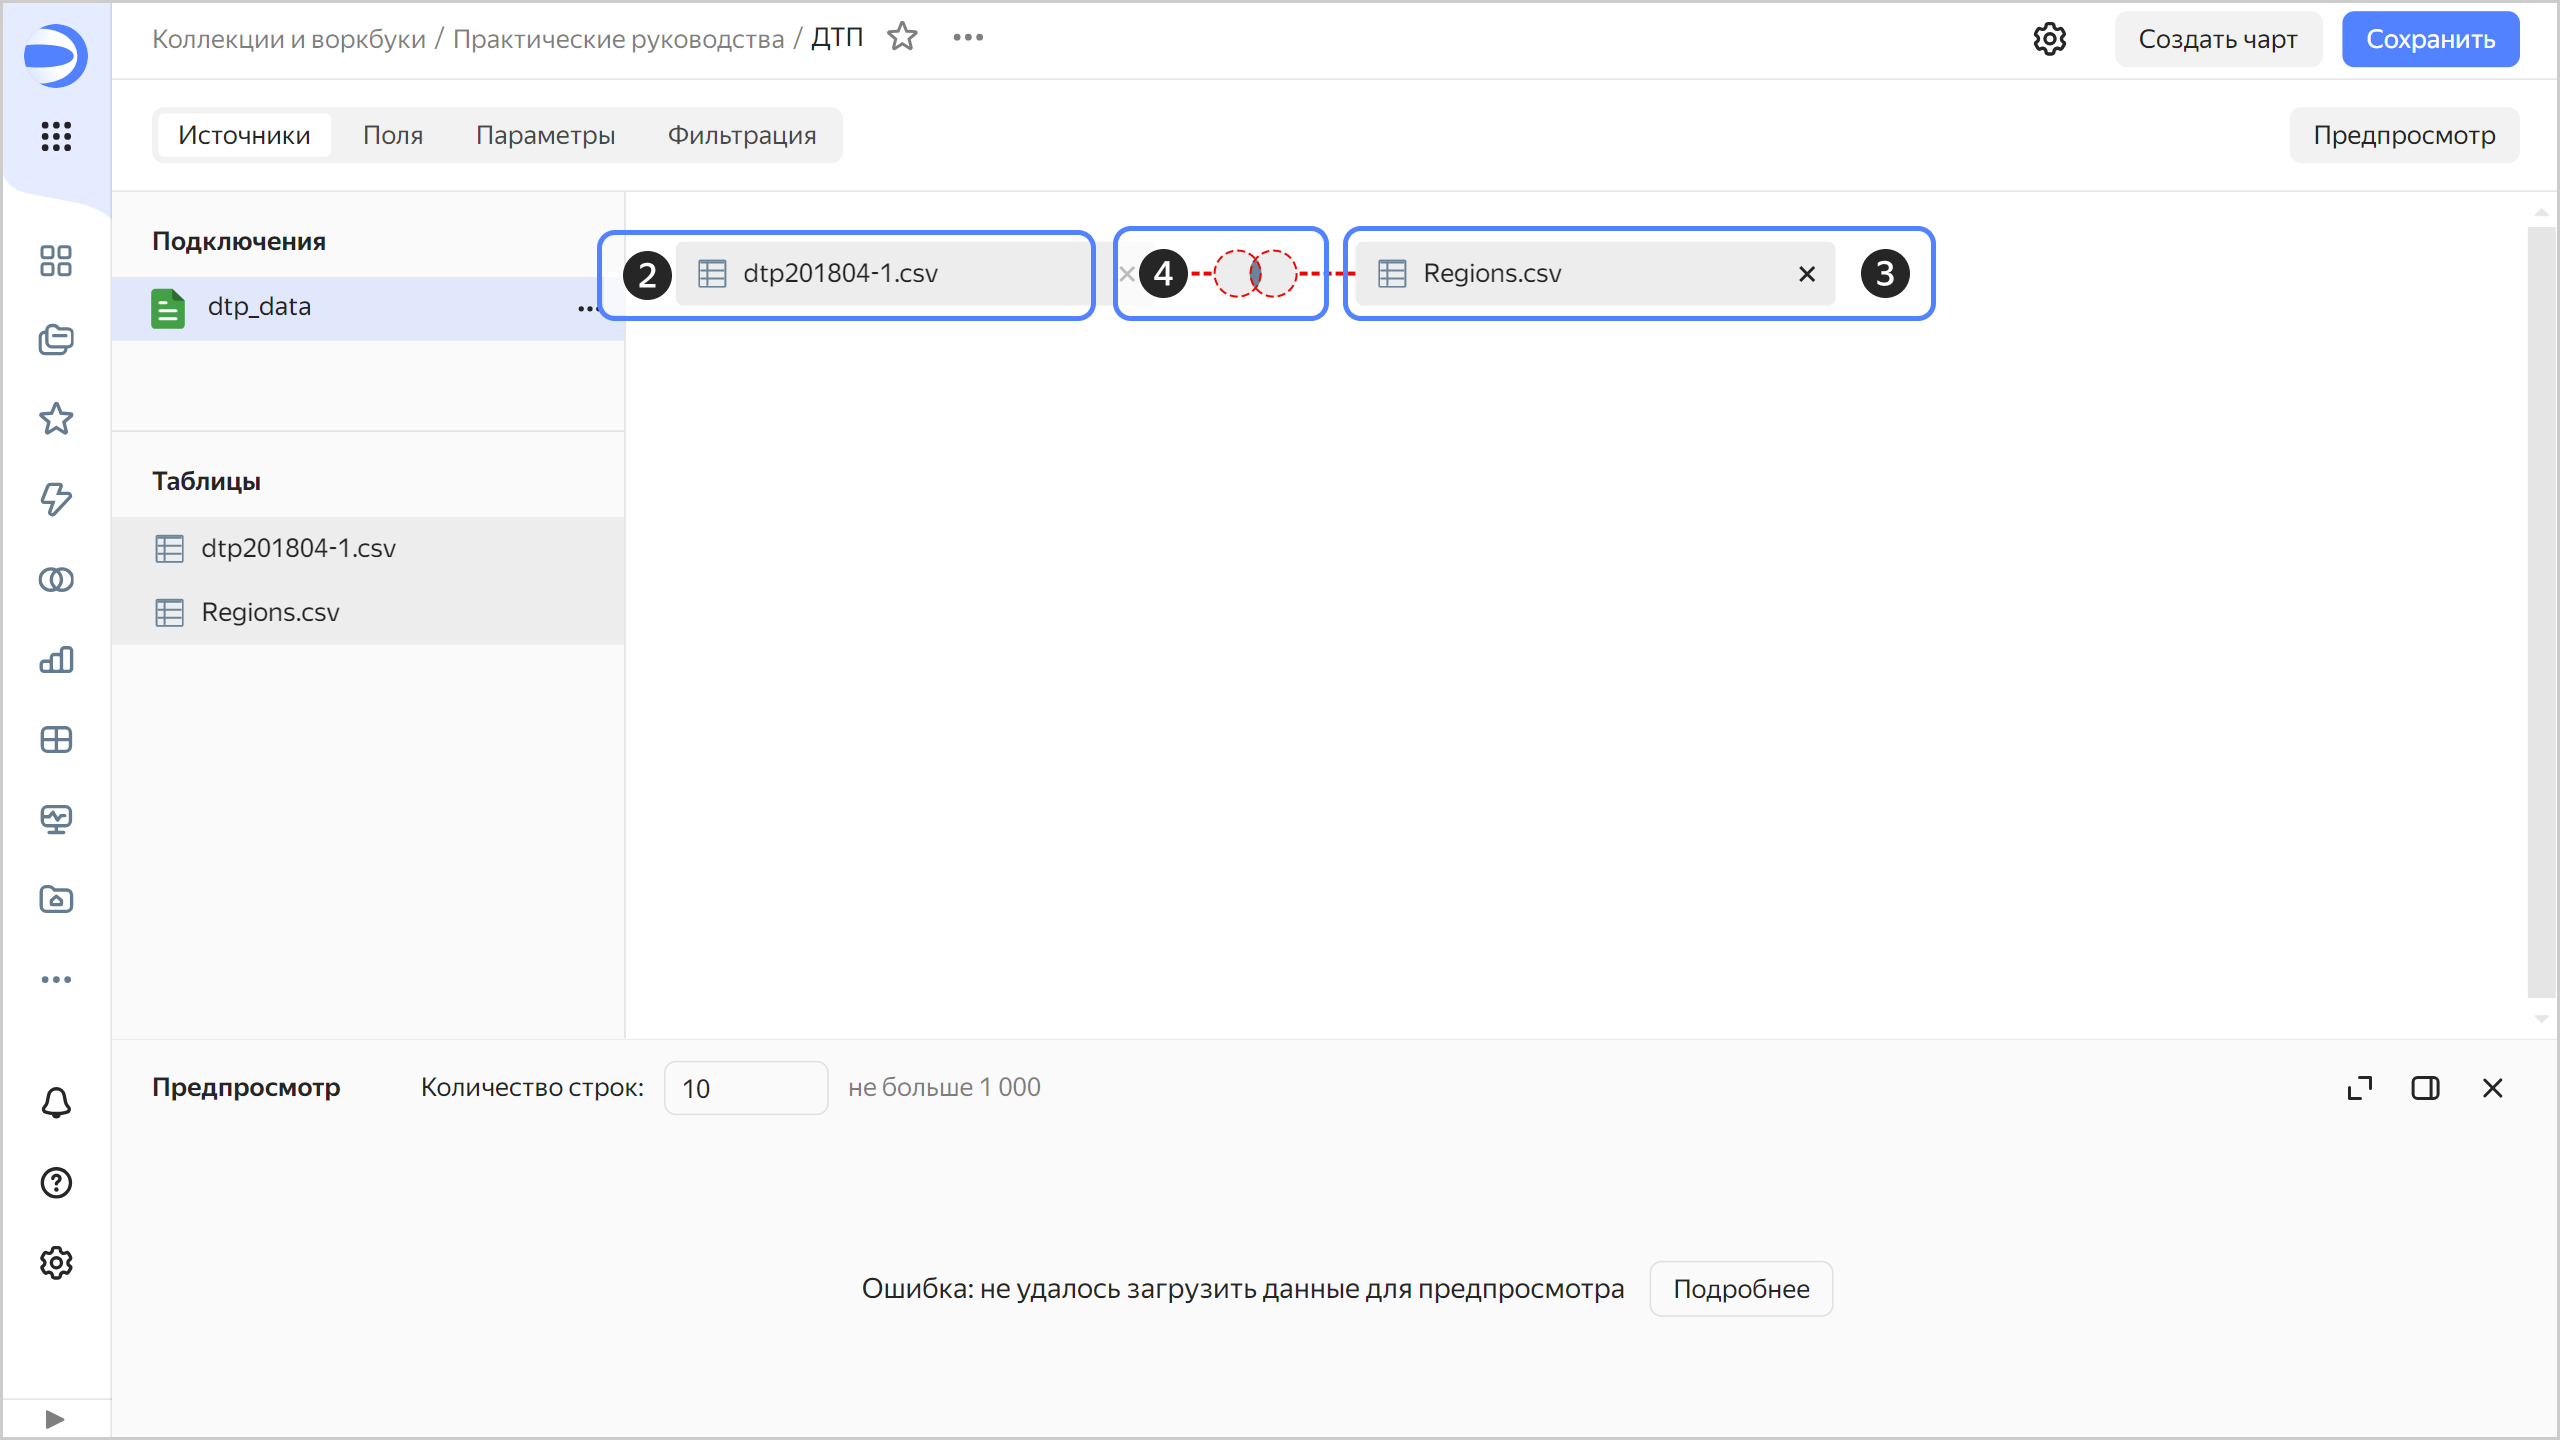 Коллекции и воркбуки / Практические руководства / ДТП
Создать чарт
Сохранить
Источники
Поля
Параметры
Фильтрация
Предпросмотр
Подключения
dtp_data
Таблицы
dtp201804-1.csv
Regions.csv
2
dtp201804-1.csv
4
Regions.csv
3
Предпросмотр
Количество строк:
10
не больше 1 000
Ошибка: не удалось загрузить данные для предпросмотра
Подробнее